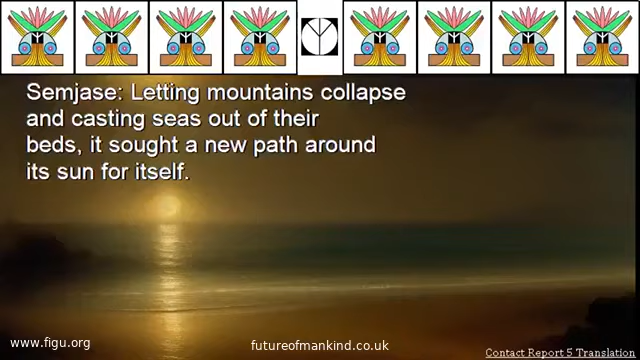 Semjase: Letting mountains collapse
and casting seas out of their
beds, it sought a new path around
its sun for itself.
www.figu.org
futureofmankind.co.uk
Contact Report 5 Translation